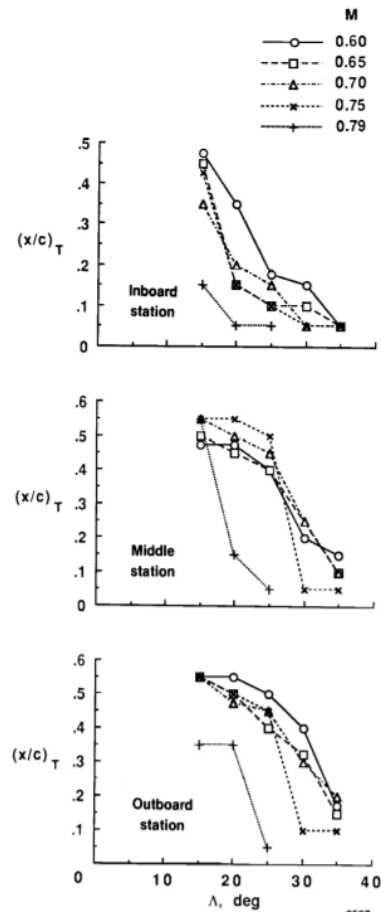 M
0.60
0.65
0.70
0.75
0.79
.5
.4
.3
(x/c)T
.2
Inboard
station
.1
0
.6
.5
.4
(x/c)T
.3
.2
Middle
station
.1
0
.6
.5
.4
(x/c)T
.3
.2
Outboard
station
.1
0
10
20
30
40
Λ, deg